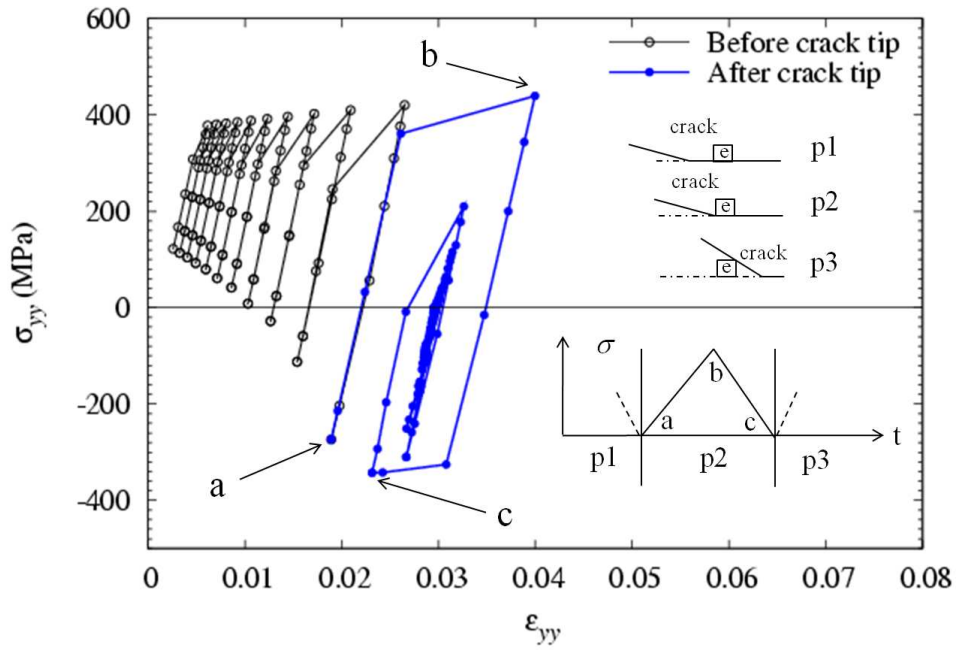 600
400
200
0
-200
-400
σyy (MPa)
0 0.01 0.02 0.03 0.04 0.05 0.06 0.07 0.08
εyy
Before crack tip
After crack tip
b
a
c
crack
e p1
crack
e p2
crack
e p3
σ
b
a c t
p1 p2 p3